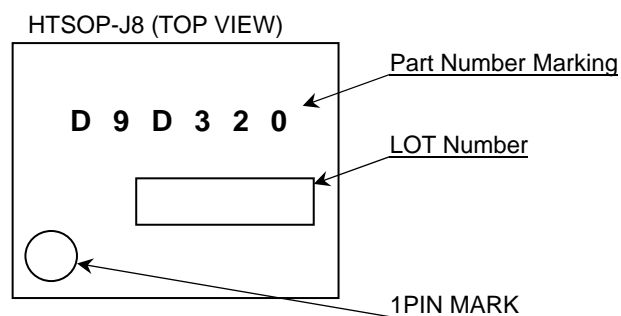 HTSOP-J8 (TOP VIEW)
Part Number Marking
D 9 D 3 2 0
LOT Number
1PIN MARK